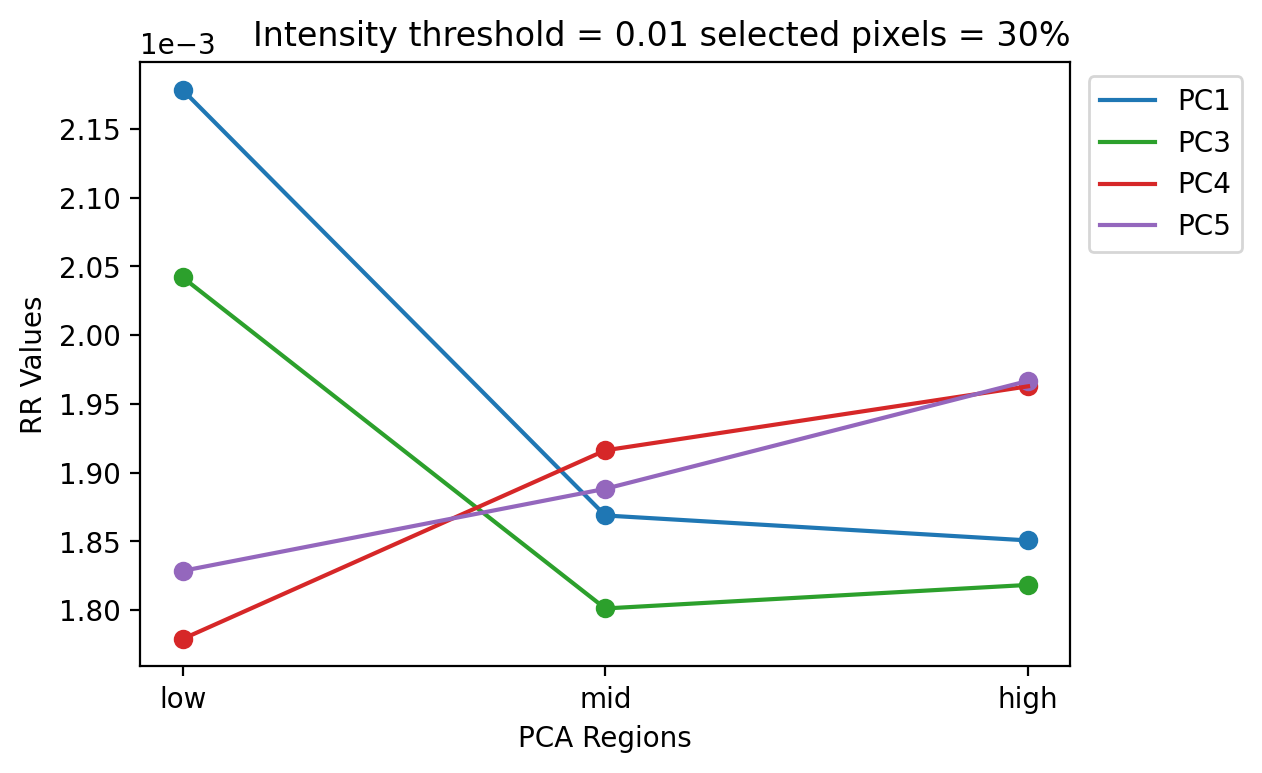 Intensity threshold = 0.01 selected pixels = 30%
1e−3
2.15
2.10
2.05
2.00
1.95
1.90
1.85
1.80
RR Values
low
mid
high
PCA Regions
PC1
PC3
PC4
PC5